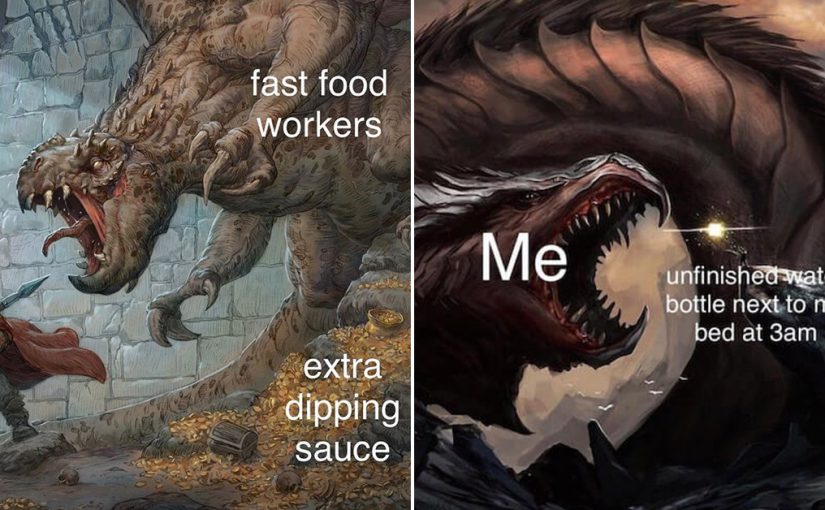 fast food
workers
extra
dipping
sauce
Me
unfinished wat
bottle next to m
bed at 3am